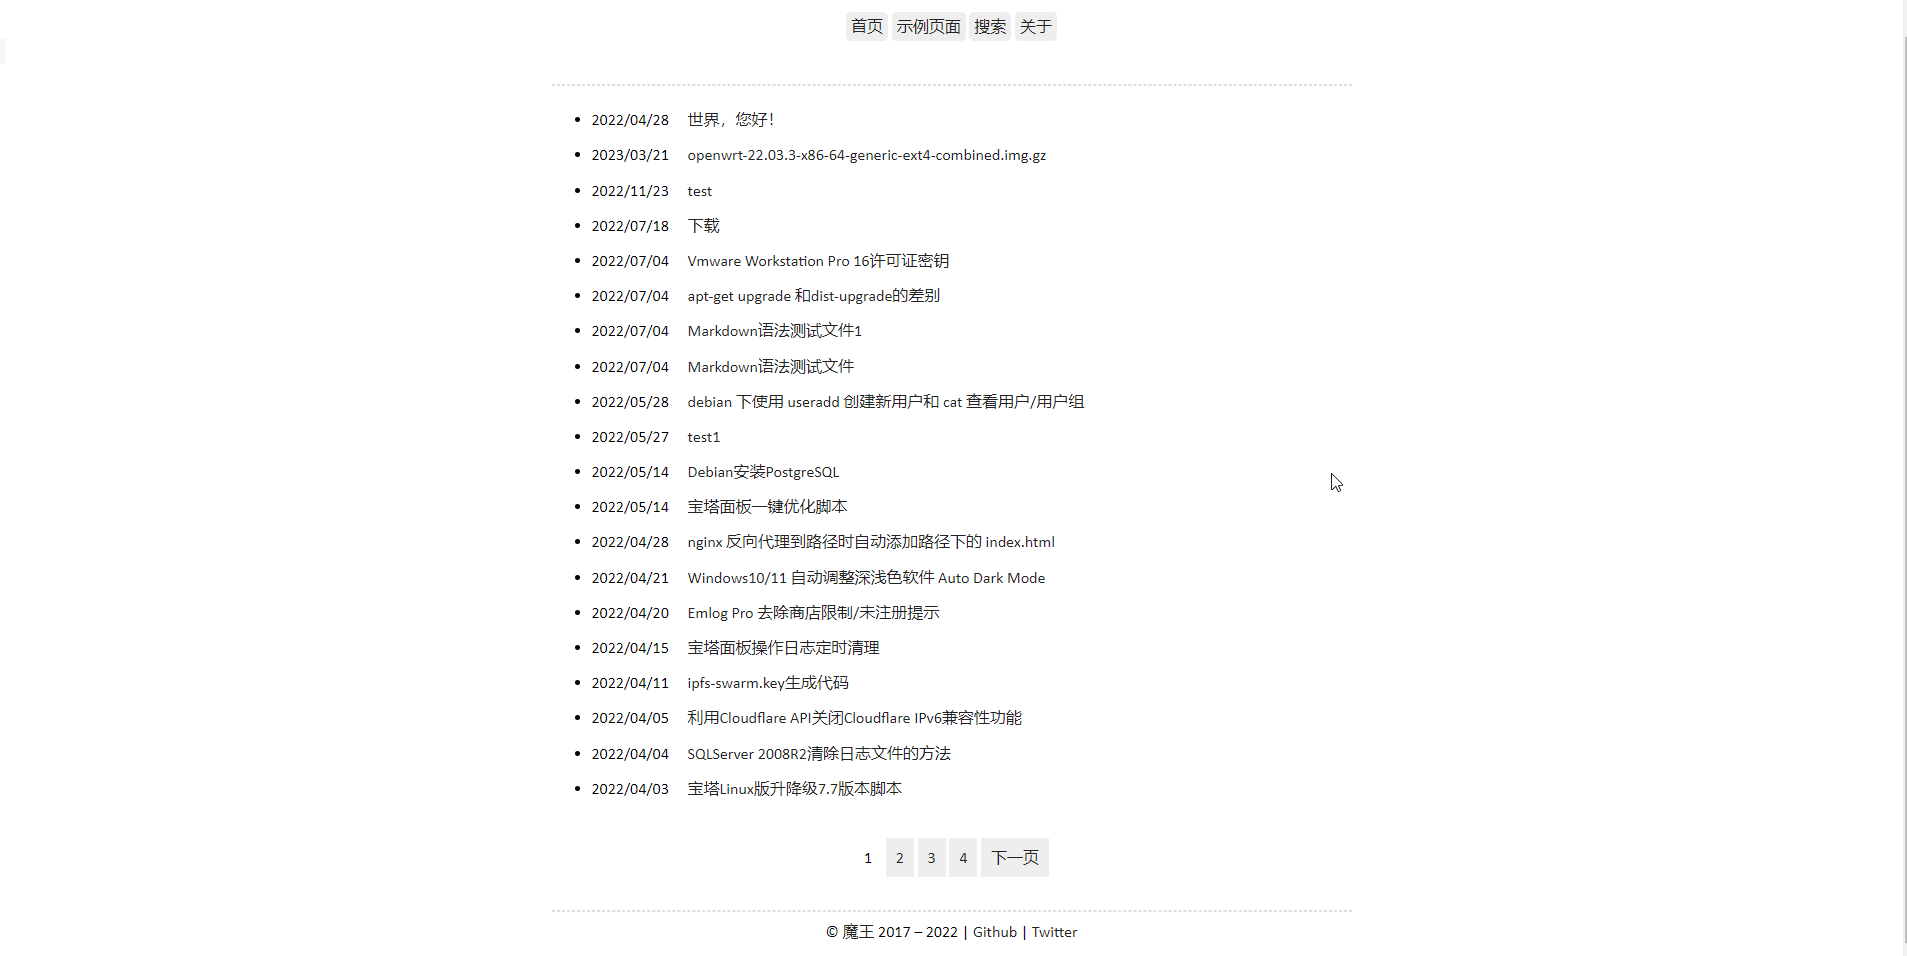 首页 示例页面 搜索 关于
2022/04/28 世界，您好！
2023/03/21 openwrt-22.03.3-x86-64-generic-ext4-combined.img.gz
2022/11/23 test
2022/07/18 下载
2022/07/04 Vmware Workstation Pro 16许可证密钥
2022/07/04 apt-get upgrade 和dist-upgrade的差别
2022/07/04 Markdown语法测试文件1
2022/07/04 Markdown语法测试文件
2022/05/28 debian 下使用 useradd 创建新用户和 cat 查看用户/用户组
2022/05/27 test1
2022/05/14 Debian安装PostgreSQL
2022/05/14 宝塔面板一键优化脚本
2022/04/28 nginx 反向代理到路径时自动添加路径下的 index.html
2022/04/21 Windows10/11 自动调整深浅色软件 Auto Dark Mode
2022/04/20 Emlog Pro 去除商店限制/未注册提示
2022/04/15 宝塔面板操作日志定时清理
2022/04/11 ipfs-swarm.key生成代码
2022/04/05 利用Cloudflare API关闭Cloudflare IPv6兼容性功能
2022/04/04 SQLServer 2008R2清除日志文件的方法
2022/04/03 宝塔Linux版升降级7.7版本脚本
1 2 3 4 下一页
© 魔王 2017 – 2022 | Github | Twitter